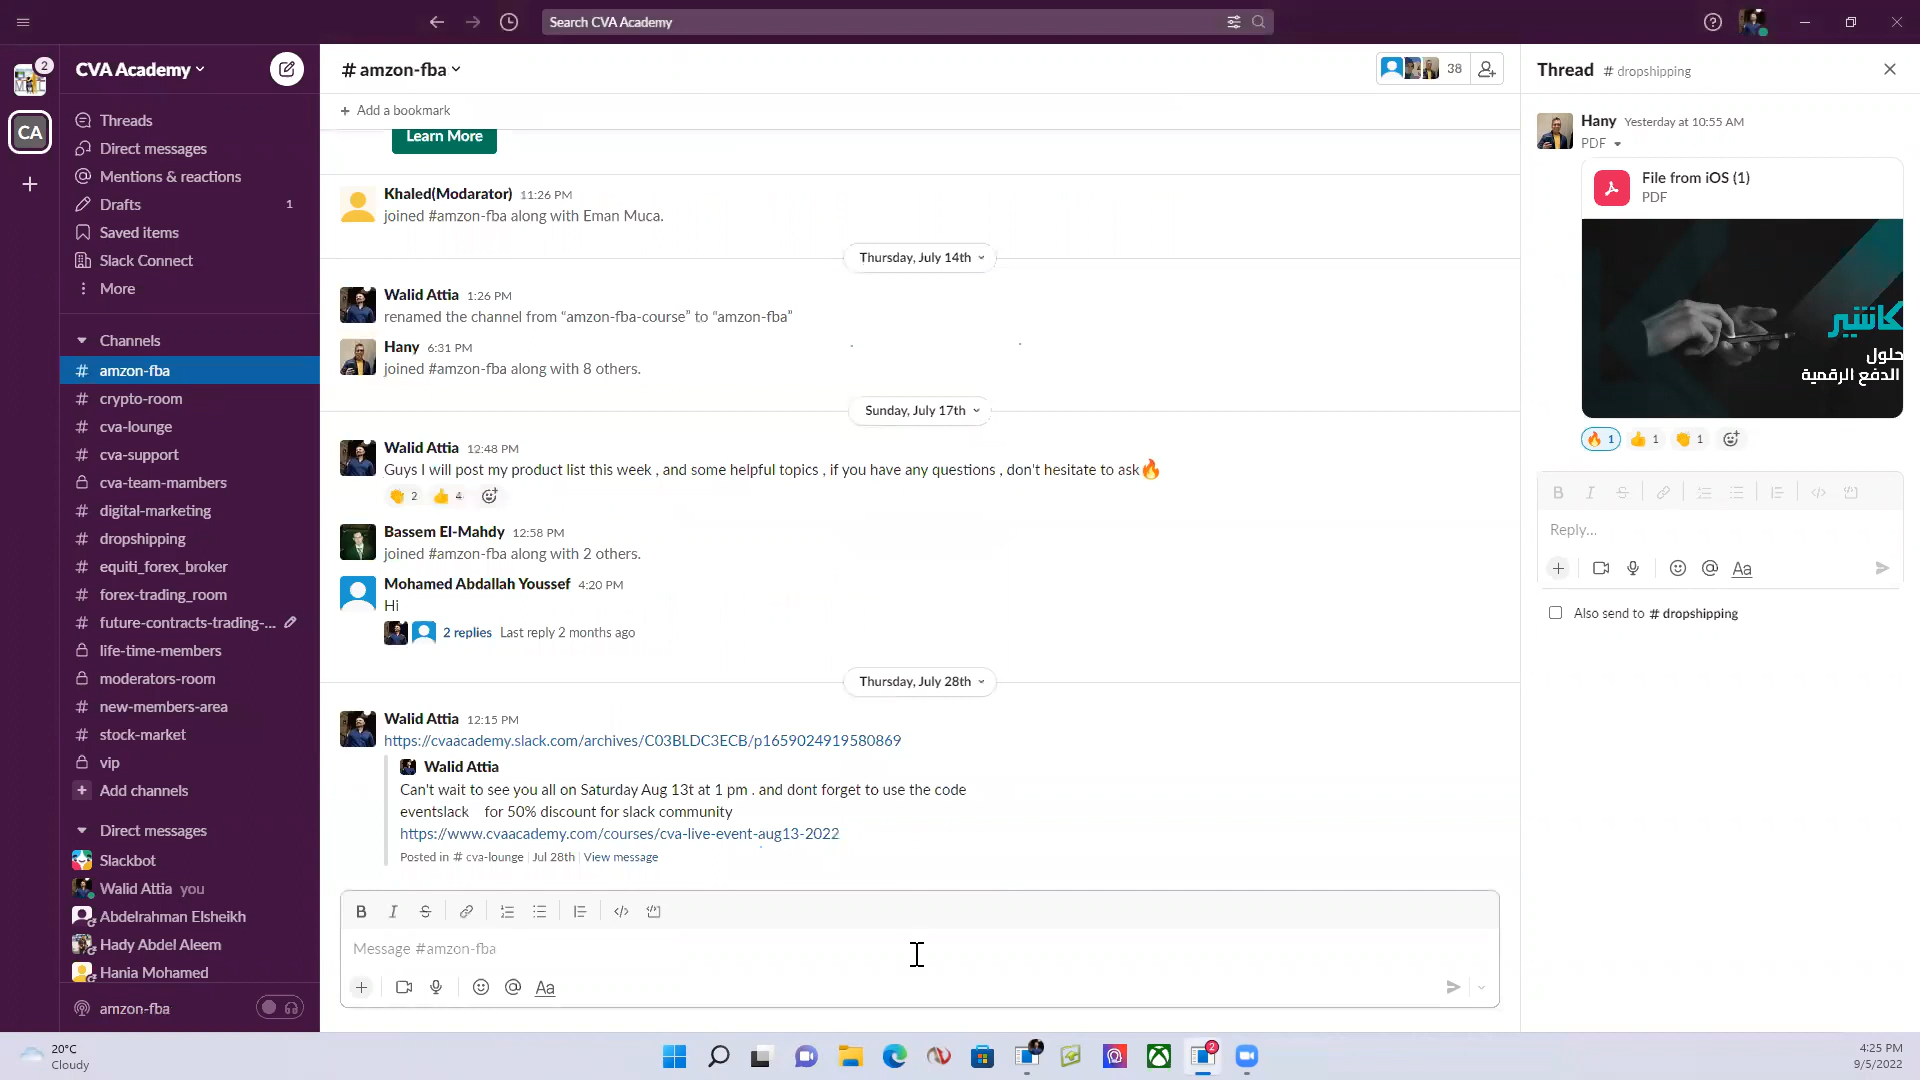 Search CVA Academy
2
CVA Academy
CA
Threads
Direct messages
Mentions & reactions
Drafts 1
Saved items
Slack Connect
More
Channels
# amzon-fba
# crypto-room
# cva-lounge
# cva-support
cva-team-mambers
# digital-marketing
# dropshipping
# equiti_forex_broker
# forex-trading_room
# future-contracts-trading-...
life-time-members
moderators-room
# new-members-area
# stock-market
vip
+ Add channels
Direct messages
Slackbot
Walid Attia you
Abdelrahman Elsheikh
Hady Abdel Aleem
Hania Mohamed
amzon-fba
# amzon-fba
38
+ Add a bookmark
Learn More
Khaled(Modarator) 11:26 PM
joined #amzon-fba along with Eman Muca.
Thursday, July 14th
Walid Attia 1:26 PM
renamed the channel from “amzon-fba-course” to “amzon-fba”
Hany 6:31 PM
joined #amzon-fba along with 8 others.
Sunday, July 17th
Walid Attia 12:48 PM
Guys I will post my product list this week , and some helpful topics , if you have any questions , don't hesitate to ask🔥
👏 2 👍 4
Bassem El-Mahdy 12:58 PM
joined #amzon-fba along with 2 others.
Mohamed Abdallah Youssef 4:20 PM
Hi
2 replies Last reply 2 months ago
Thursday, July 28th
Walid Attia 12:15 PM
https://cvaacademy.slack.com/archives/C03BLDC3ECB/p1659024919580869
Walid Attia
Can't wait to see you all on Saturday Aug 13t at 1 pm . and dont forget to use the code
eventslack for 50% discount for slack community
https://www.cvaacademy.com/courses/cva-live-event-aug13-2022
Posted in # cva-lounge | Jul 28th | View message
B I S
Message #amzon-fba
+ @ Aa
Thread # dropshipping
Hany Yesterday at 10:55 AM
PDF
File from iOS (1)
PDF
كاشير
حلول
الدفع الرقمية
🔥 1 👍 1 👏 1
B I S
Reply...
+ @ Aa
Also send to # dropshipping
20°C
Cloudy
2
4:25 PM
9/5/2022